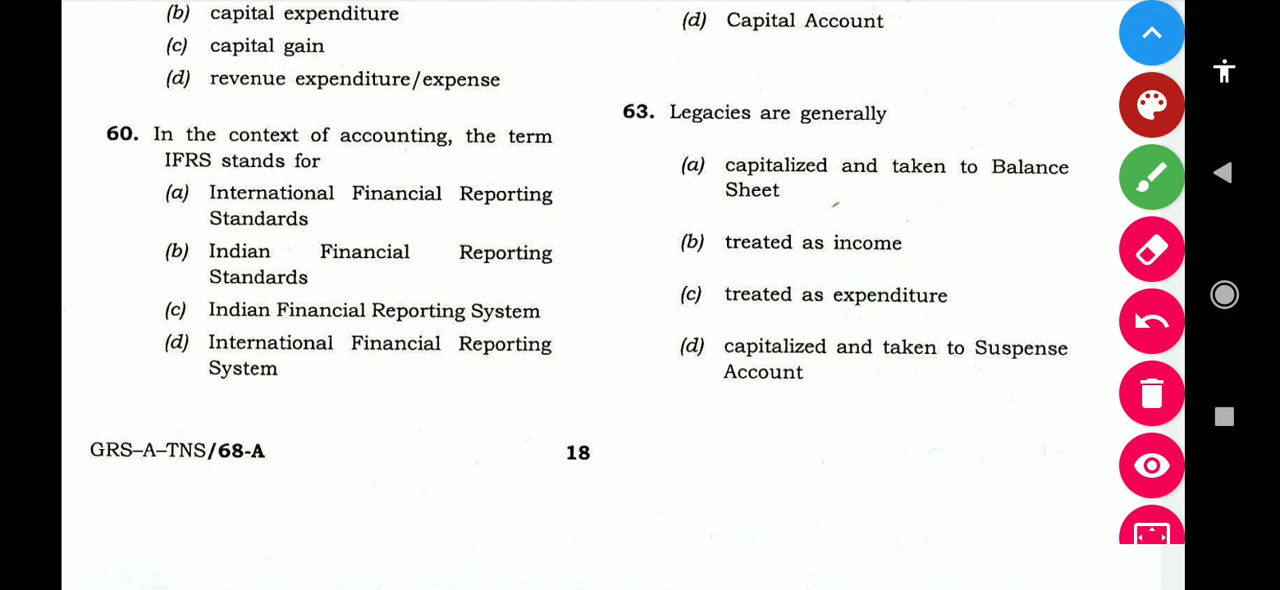 (b) capital expenditure
(c) capital gain
(d) revenue expenditure/expense
60. In the context of accounting, the term
IFRS stands for
(a) International Financial Reporting
Standards
(b) Indian Financial Reporting
Standards
(c) Indian Financial Reporting System
(d) International Financial Reporting
System
(d) Capital Account
63. Legacies are generally
(a) capitalized and taken to Balance
Sheet
(b) treated as income
(c) treated as expenditure
(d) capitalized and taken to Suspense
Account
GRS–A–TNS/68-A
18